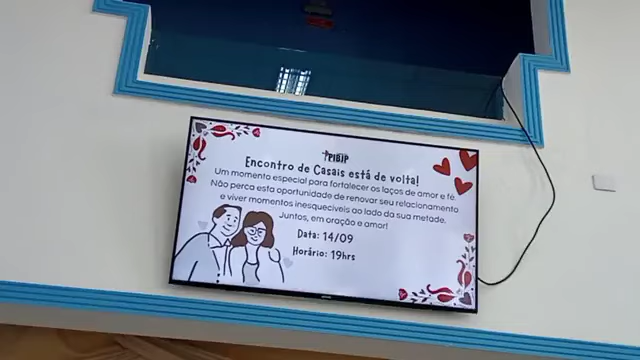 PIBJP
Encontro de Casais está de volta!
Um momento especial para fortalecer os laços de amor e fé.
Não perca esta oportunidade de renovar seu relacionamento
e viver momentos inesquecíveis ao lado da sua metade.
Juntos, em oração e amor!
Data: 14/09
Horário: 19hrs